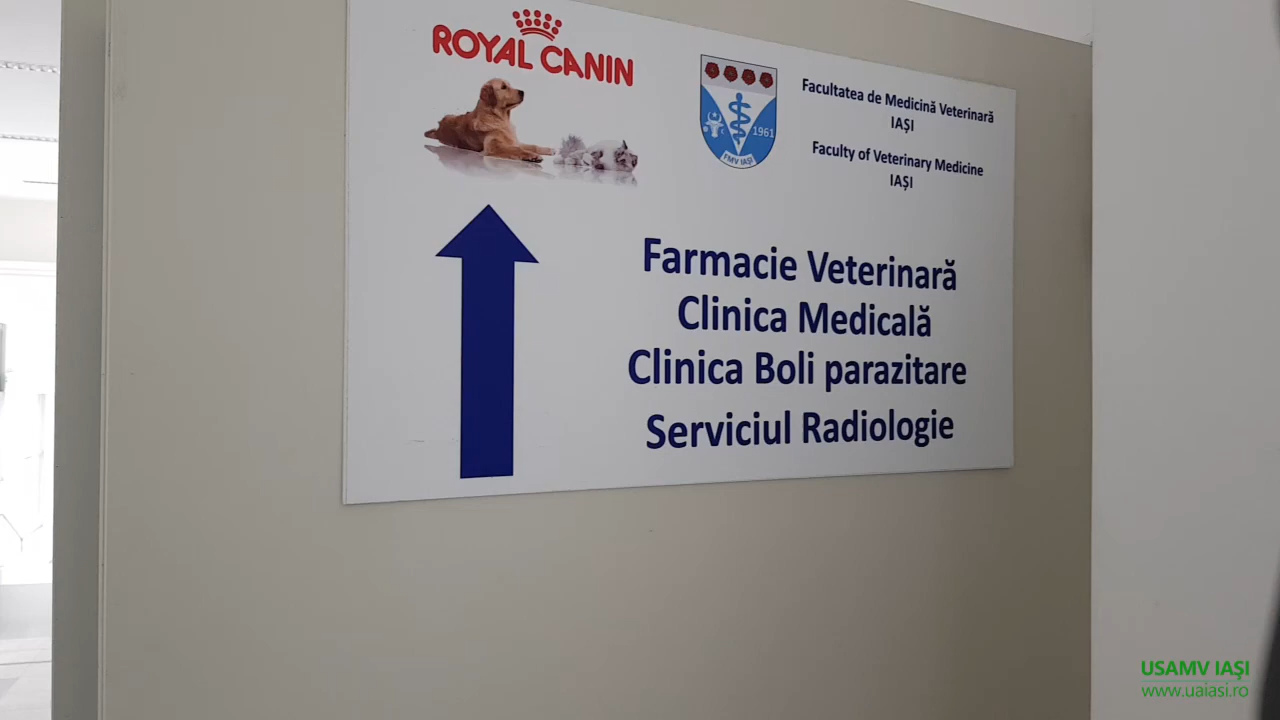 ROYAL CANIN
FMV IAȘI
1961
Facultatea de Medicină Veterinară
IAȘI
Faculty of Veterinary Medicine
IAȘI
Farmacie Veterinară
Clinica Medicală
Clinica Boli parazitare
Serviciul Radiologie
USAMV IAŞI
www.uaiasi.ro